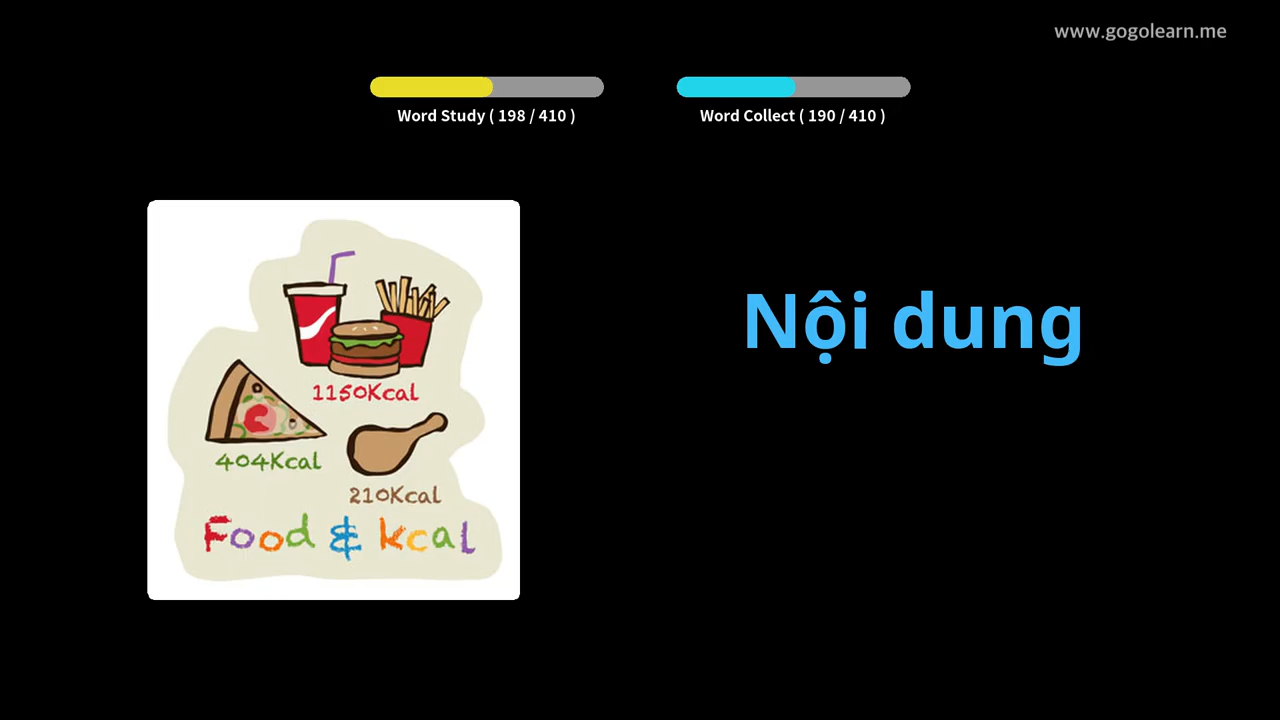 www.gogolearn.me
Word Study ( 198 / 410 )
Word Collect ( 190 / 410 )
1150Kcal
404Kcal
210Kcal
Food & kcal
Nội dung